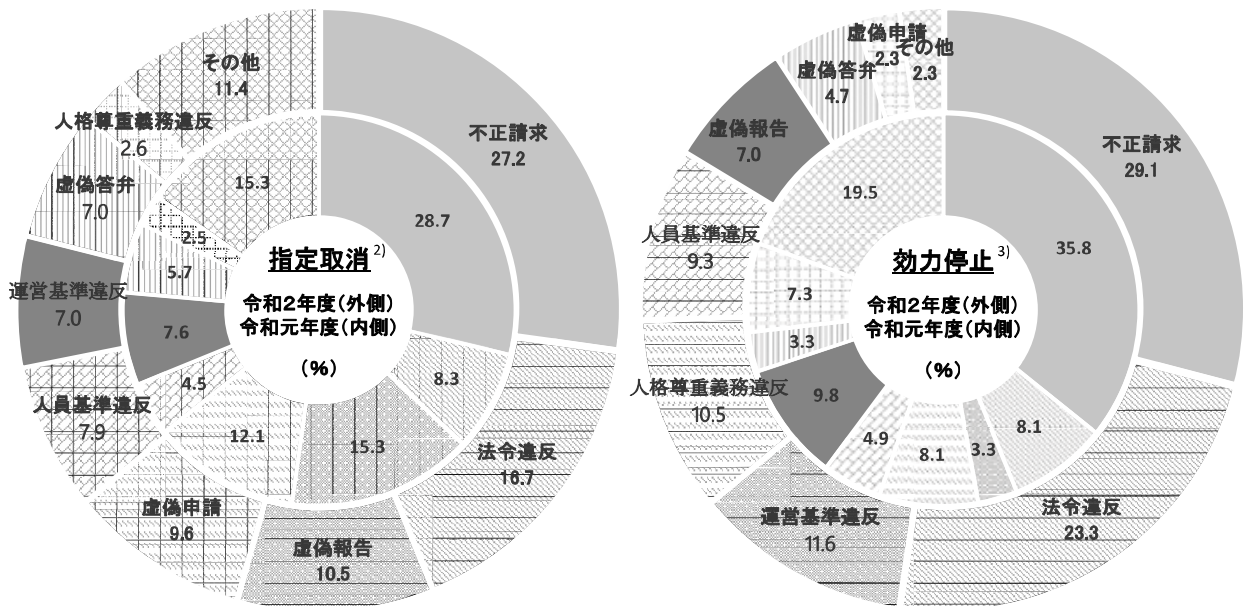 不正請求
27.2
法令違反
16.7
虚偽報告
10.5
虚偽申請
9.6
人員基準違反
7.9
運営基準違反
7.0
虚偽答弁
7.0
人格尊重義務違反
2.6
その他
11.4
28.7
8.3
15.3
12.1
4.5
7.6
5.7
2.5
15.3
指定取消2)
令和2年度(外側)
令和元年度(内側)
(%)
不正請求
29.1
法令違反
23.3
運営基準違反
11.6
人格尊重義務違反
10.5
人員基準違反
9.3
虚偽報告
7.0
虚偽答弁
4.7
虚偽申請
2.3
その他
2.3
35.8
8.1
3.3
8.1
4.9
9.8
3.3
7.3
19.5
効力停止3)
令和2年度(外側)
令和元年度(内側)
(%)